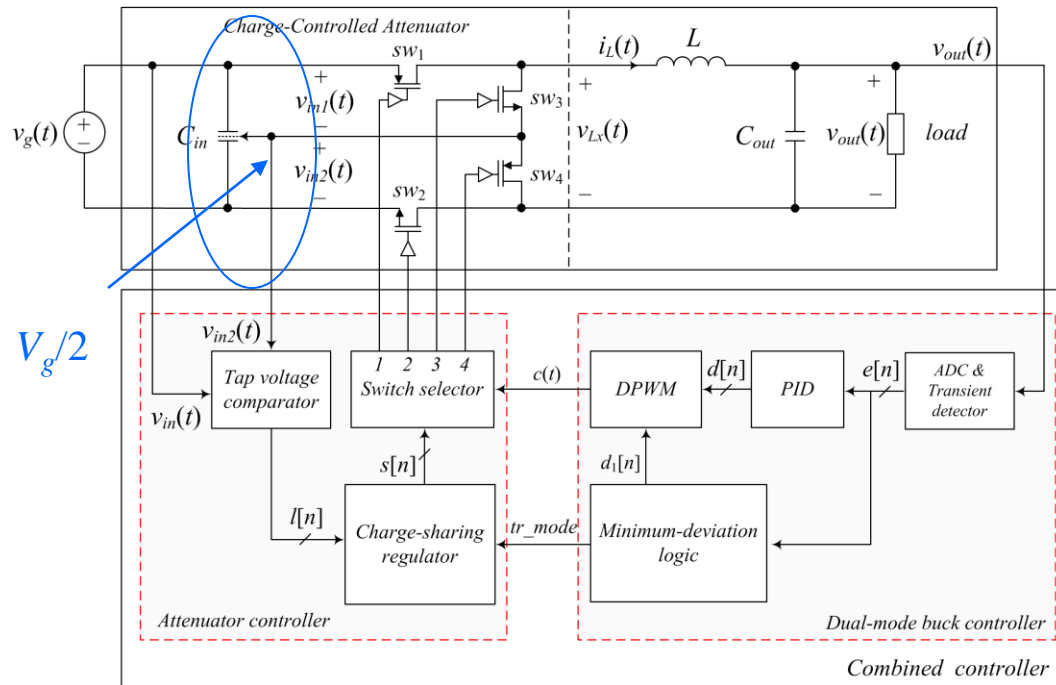 Charge-Controlled Attenuator
sw1
iL(t)
L
vout(t)
+
vin1(t)
−
sw3
+
vg(t)
+
−
Cin
+
vin2(t)
−
vLx(t)
−
Cout
+
vout(t)
−
load
sw4
sw2
Vg/2
vin2(t)
vin(t)
Tap voltage
comparator
1 2 3 4
Switch selector
c(t)
DPWM
d[n]
PID
e[n]
ADC &
Transient
detector
s[n]
d1[n]
l[n]
Charge-sharing
regulator
tr_mode
Minimum-deviation
logic
Attenuator controller
Dual-mode buck controller
Combined controller